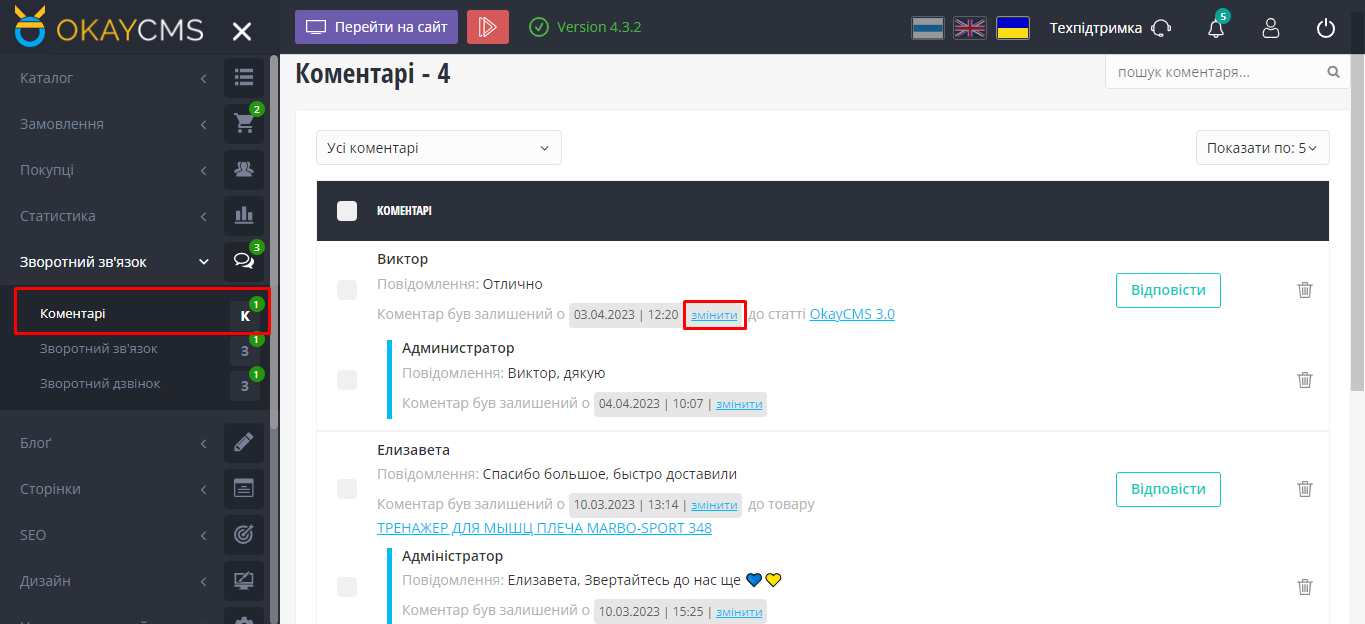 OKAYCMS
Перейти на сайт
Version 4.3.2
Техпідтримка
5
Каталог
Замовлення
2
Покупці
Статистика
Зворотний зв'язок
3
Коментарі
К
1
Зворотний зв'язок
З
1
Зворотний дзвінок
З
1
Блоґ
Сторінки
SEO
Дизайн
Коментарі - 4
пошук коментаря...
Усі коментарі
Показати по: 5
КОМЕНТАРІ
Виктор
Повідомлення: Отлично
Коментар був залишений о 03.04.2023 | 12:20 змінити до статті OkayCMS 3.0
Відповісти
Администратор
Повідомлення: Виктор, дякую
Коментар був залишений о 04.04.2023 | 10:07 | змінити
Елизавета
Повідомлення: Спасибо большое, быстро доставили
Коментар був залишений о 10.03.2023 | 13:14 | змінити до товару
ТРЕНАЖЕР ДЛЯ МЫШЦ ПЛЕЧА MARBO-SPORT 348
Відповісти
Адміністратор
Повідомлення: Елизавета, Звертайтесь до нас ще 💙💛
Коментар був залишений о 10.03.2023 | 15:25 | змінити